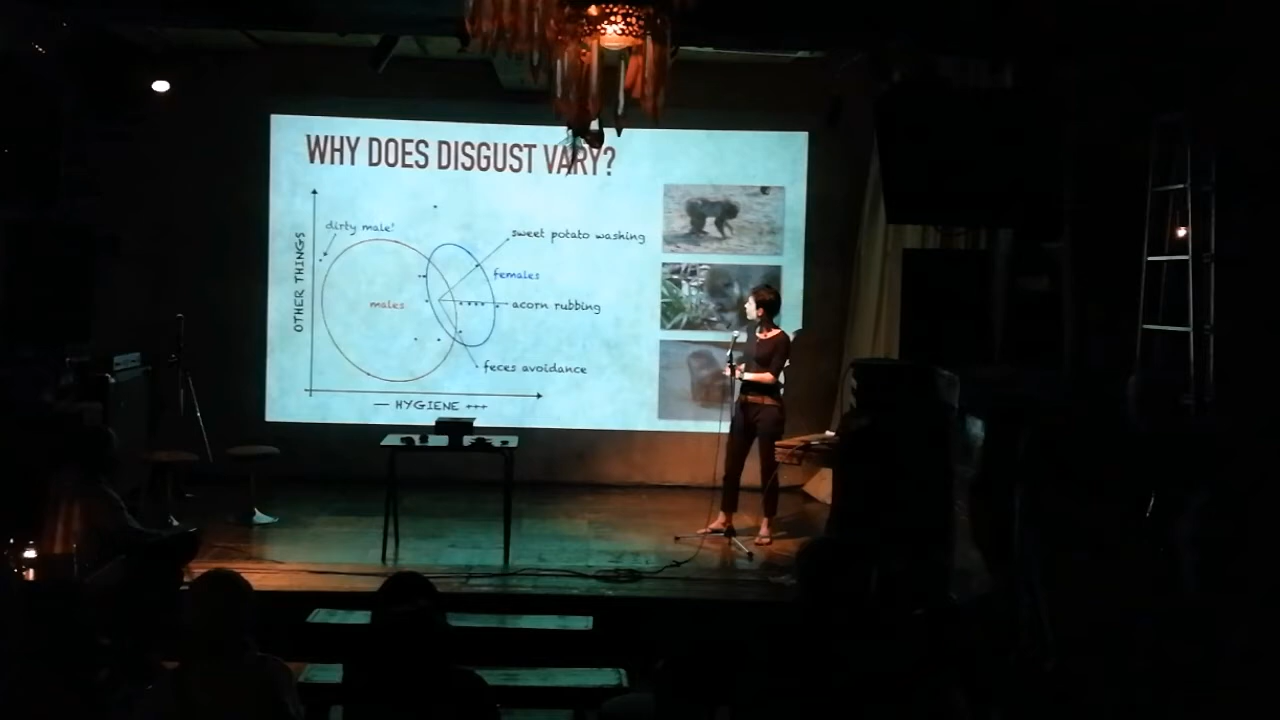 WHY DOES DISGUST VARY?
dirty male!
sweet potato washing
females
males
acorn rubbing
feces avoidance
OTHER THINGS
— HYGIENE +++